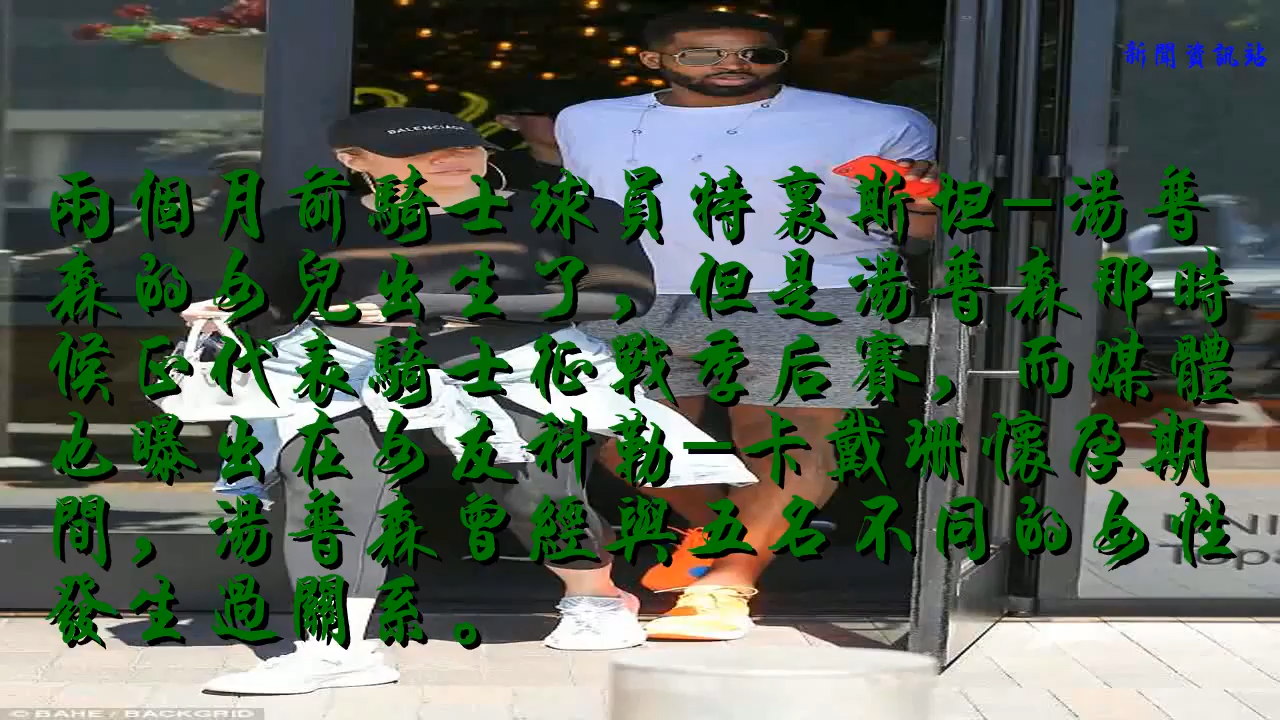 新聞資訊站
BALENCIAGA
兩個月前騎士球員特裏斯坦-湯普
森的女兒出生了，但是湯普森那時
候正代表騎士征戰季后賽，而媒體
也曝出在女友科勒-卡戴珊懷孕期
間，湯普森曾經與五名不同的女性
發生過關系。
© BAHE / BACKGRID